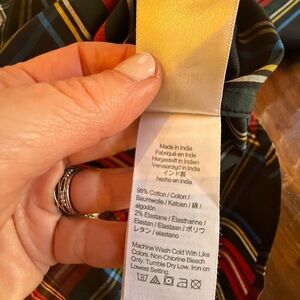 Made in India
Fabriqué en Inde
Hergestellt in Indien
Vervaardigd in India
インド製
hecho en India
98% Cotton / Coton /
Baumwolle / Katoen / 綿 /
algodón
2% Elastane / Élasthanne /
Elastan / Elastaan / ポリウ
レタン / elastano
Machine Wash Cold With Like
Colors. Non-Chlorine Bleach
Only. Tumble Dry Low. Iron on
Lowest Setting.